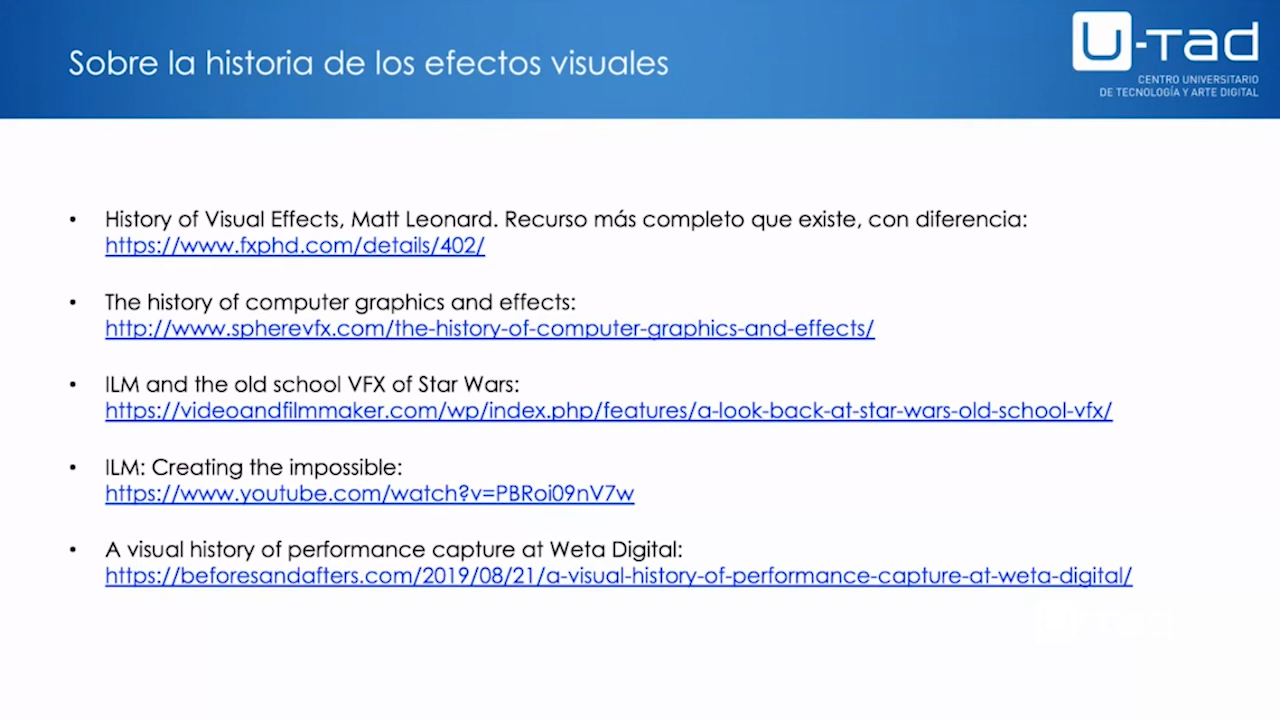 Sobre la historia de los efectos visuales
U-Tad
CENTRO UNIVERSITARIO
DE TECNOLOGÍA Y ARTE DIGITAL
• History of Visual Effects, Matt Leonard. Recurso más completo que existe, con diferencia:
https://www.fxphd.com/details/402/
• The history of computer graphics and effects:
http://www.spherevfx.com/the-history-of-computer-graphics-and-effects/
• ILM and the old school VFX of Star Wars:
https://videoandfilmmaker.com/wp/index.php/features/a-look-back-at-star-wars-old-school-vfx/
• ILM: Creating the impossible:
https://www.youtube.com/watch?v=PBRoi09nV7w
• A visual history of performance capture at Weta Digital:
https://beforesandafters.com/2019/08/21/a-visual-history-of-performance-capture-at-weta-digital/